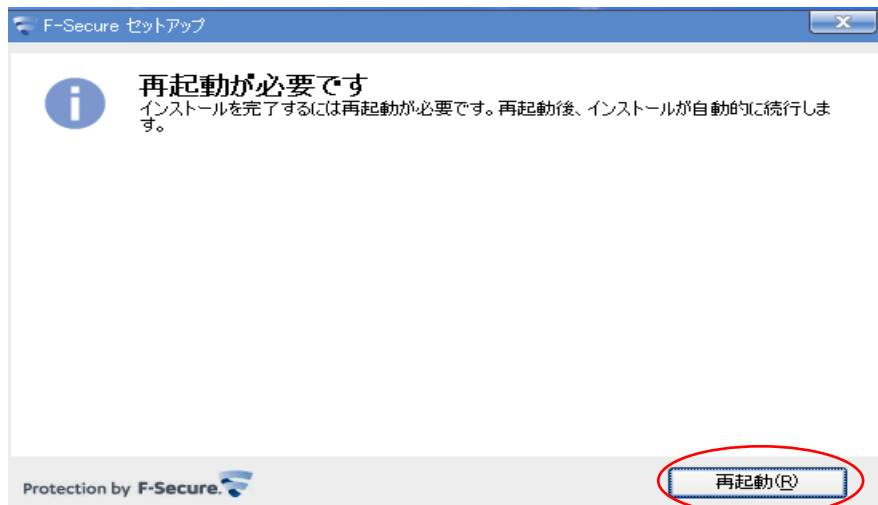 F-Secure セットアップ
再起動が必要です
インストールを完了するには再起動が必要です。再起動後、インストールが自動的に続行しま
す。
Protection by F-Secure.
再起動(R)